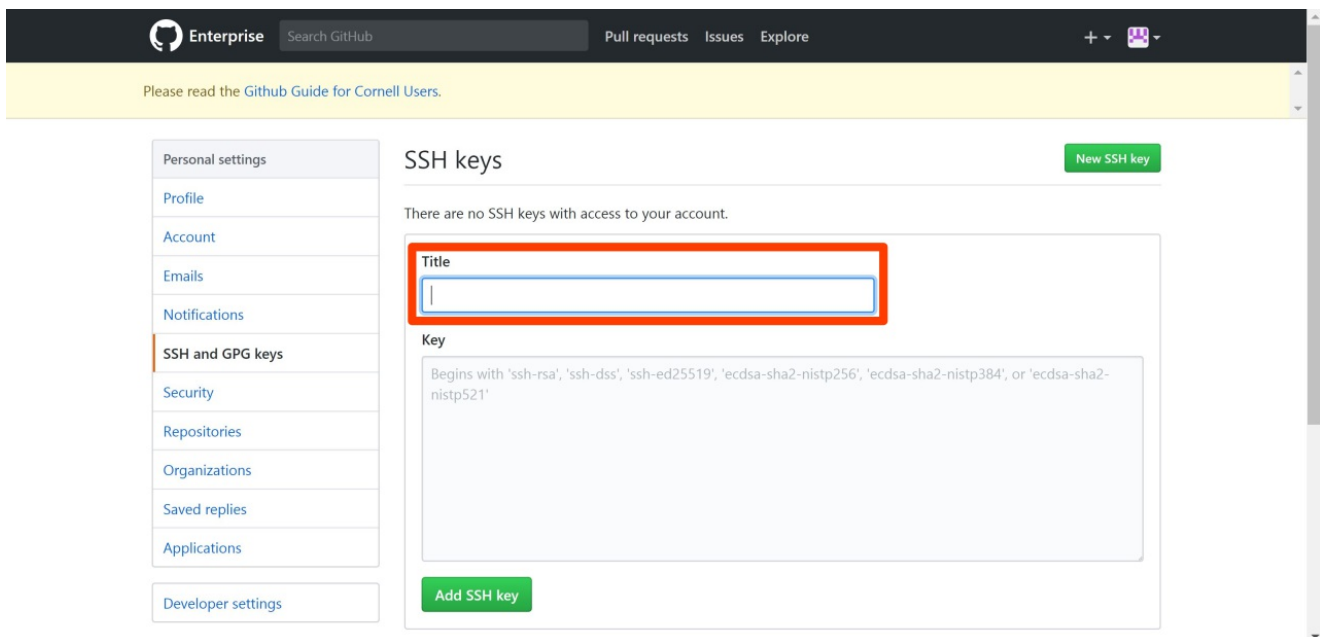 Enterprise Search GitHub Pull requests Issues Explore
Please read the Github Guide for Cornell Users.
Personal settings
Profile
Account
Emails
Notifications
SSH and GPG keys
Security
Repositories
Organizations
Saved replies
Applications
Developer settings
SSH keys
New SSH key
There are no SSH keys with access to your account.
Title
Key
Begins with 'ssh-rsa', 'ssh-dss', 'ssh-ed25519', 'ecdsa-sha2-nistp256', 'ecdsa-sha2-nistp384', or 'ecdsa-sha2-
nistp521'
Add SSH key